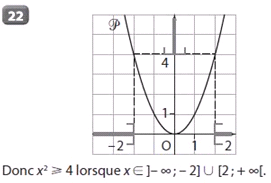 22
𝒫
4
1
-2 O 1 2
Donc x² ⩾ 4 lorsque x ∈ ]– ∞ ; – 2] ∪ [2 ; + ∞[.